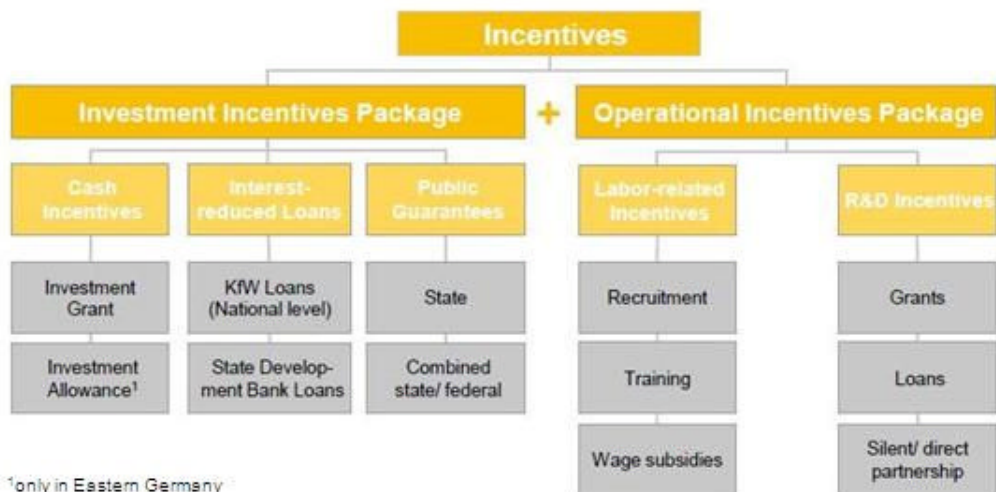 Incentives
Investment Incentives Package
+
Operational Incentives Package
Cash
Incentives
Interest-
reduced Loans
Public
Guarantees
Labor-related
Incentives
R&D Incentives
Investment
Grant
KfW Loans
(National level)
State
Recruitment
Grants
Investment
Allowance¹
State Develop-
ment Bank Loans
Combined
state/ federal
Training
Loans
Wage subsidies
Silent/ direct
partnership
¹only in Eastern Germany